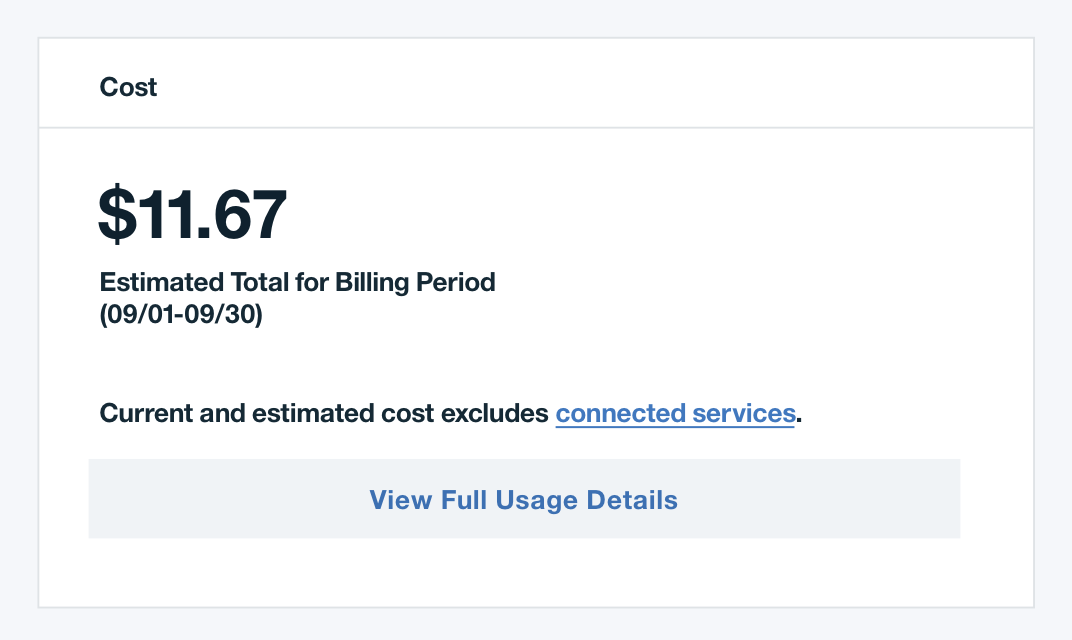 Cost
$11.67
Estimated Total for Billing Period
(09/01-09/30)
Current and estimated cost excludes connected services.
View Full Usage Details